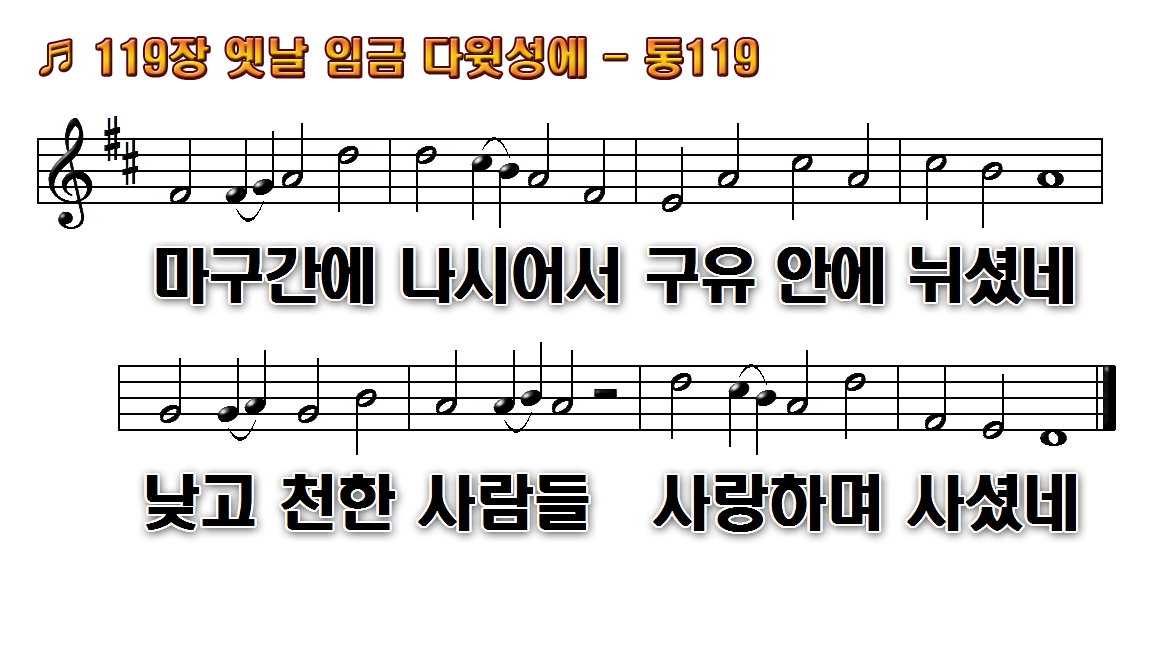 ♬ 119장 옛날 임금 다윗성에 - 통119
마구간에 나시어서 구유 안에 뉘셨네
낮고 천한 사람들 사랑하며 사셨네